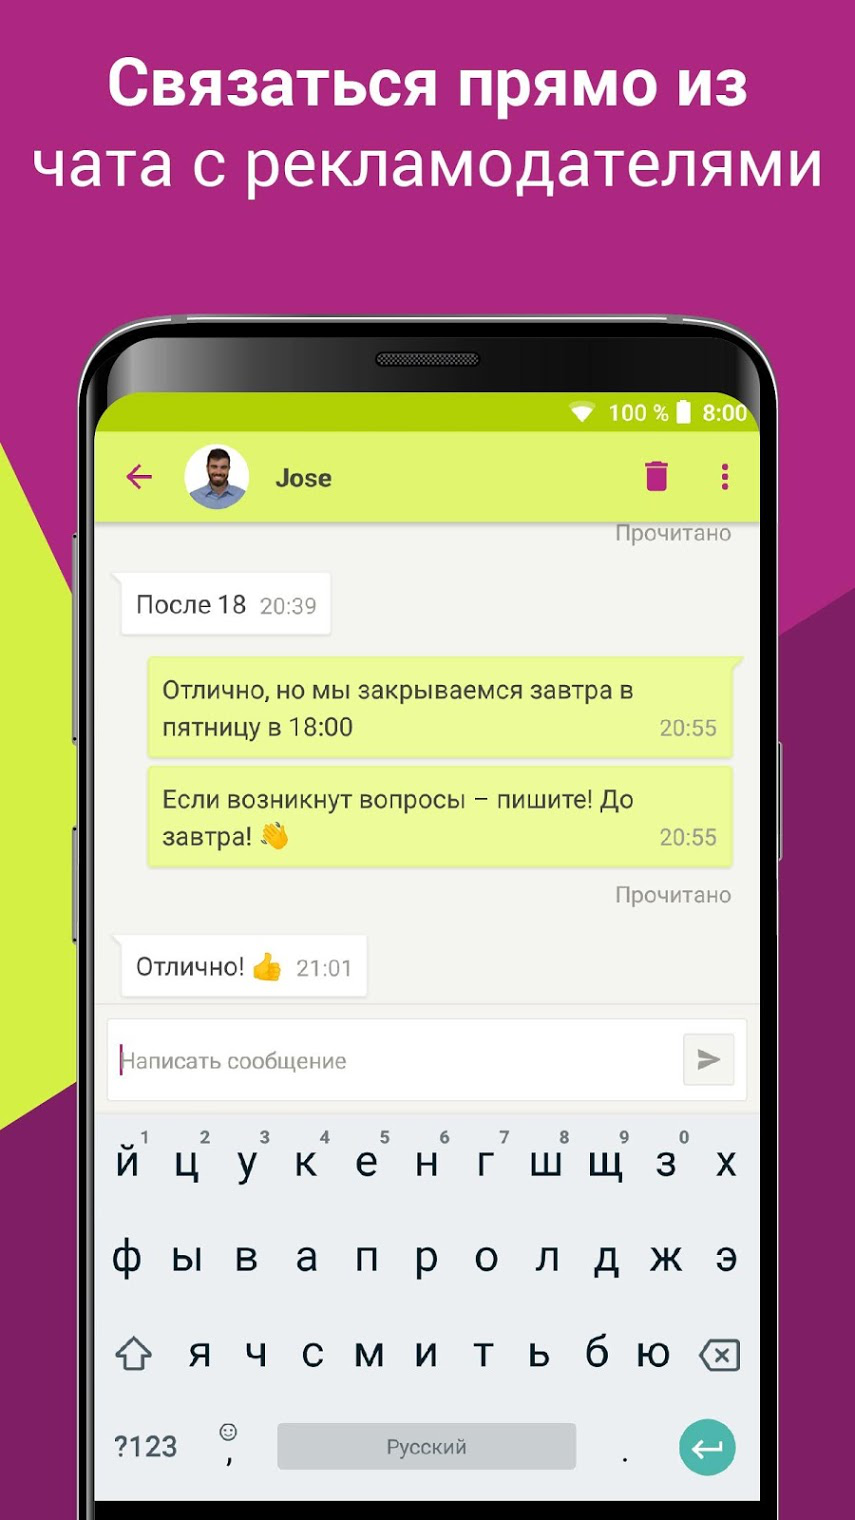 Связаться прямо из
чата с рекламодателями
100 % 8:00
Jose
Прочитано
После 18 20:39
Отлично, но мы закрываемся завтра в
пятницу в 18:00 20:55
Если возникнут вопросы – пишите! До
завтра! 👋 20:55
Прочитано
Отлично! 👍 21:01
Написать сообщение
1 2 3 4 5 6 7 8 9 0
й ц у к е н г ш щ з х
ф ы в а п р о л д ж э
я ч с м и т ь б ю
?123 , Русский .